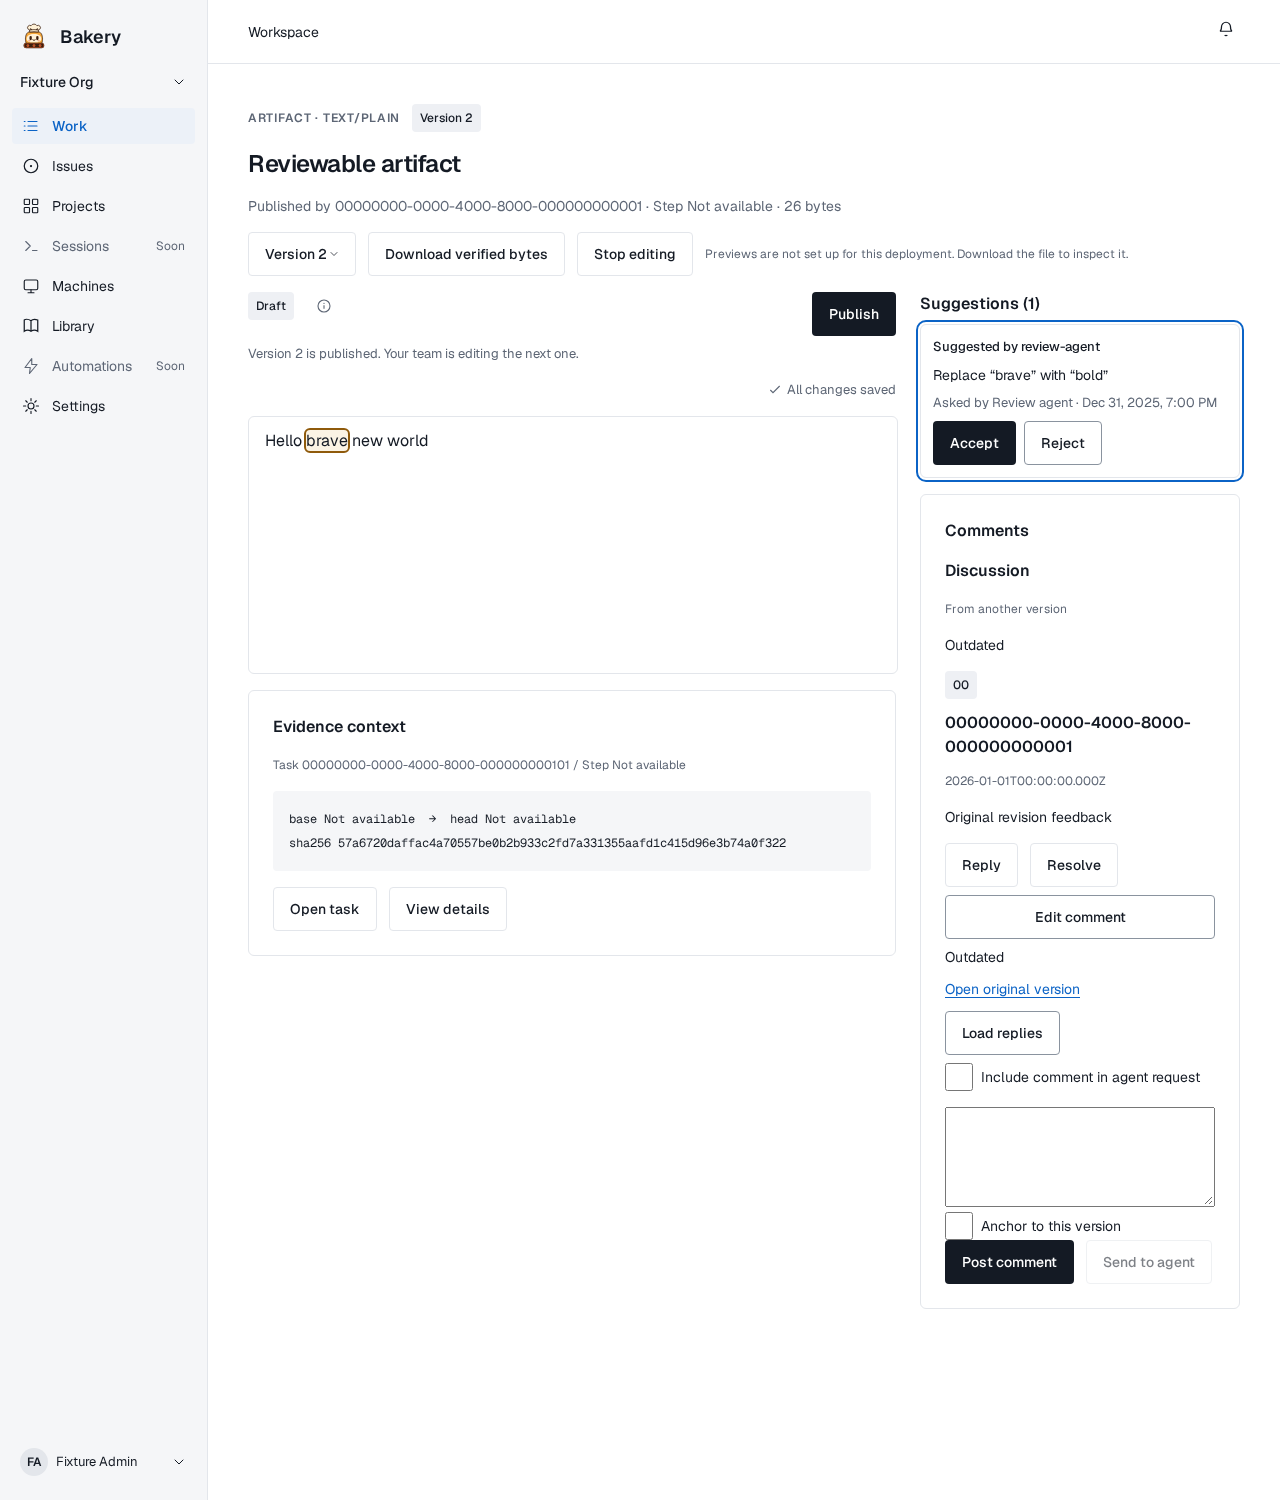 Bakery
Fixture Org
Work
Issues
Projects
Sessions Soon
Machines
Library
Automations Soon
Settings
FA Fixture Admin
Workspace
ARTIFACT · TEXT/PLAIN Version 2
Reviewable artifact
Published by 00000000-0000-4000-8000-000000000001 · Step Not available · 26 bytes
Version 2 Download verified bytes Stop editing Previews are not set up for this deployment. Download the file to inspect it.
Draft
Publish
Version 2 is published. Your team is editing the next one.
All changes saved
Hello brave new world
Evidence context
Task 00000000-0000-4000-8000-000000000101 / Step Not available
base Not available → head Not available
sha256 57a6720daffac4a70557be0b2b933c2fd7a331355aafd1c415d96e3b74a0f322
Open task View details
Suggestions (1)
Suggested by review-agent
Replace “brave” with “bold”
Asked by Review agent · Dec 31, 2025, 7:00 PM
Accept Reject
Comments
Discussion
From another version
Outdated
00
00000000-0000-4000-8000-
000000000001
2026-01-01T00:00:00.000Z
Original revision feedback
Reply Resolve
Edit comment
Outdated
Open original version
Load replies
Include comment in agent request
Anchor to this version
Post comment Send to agent